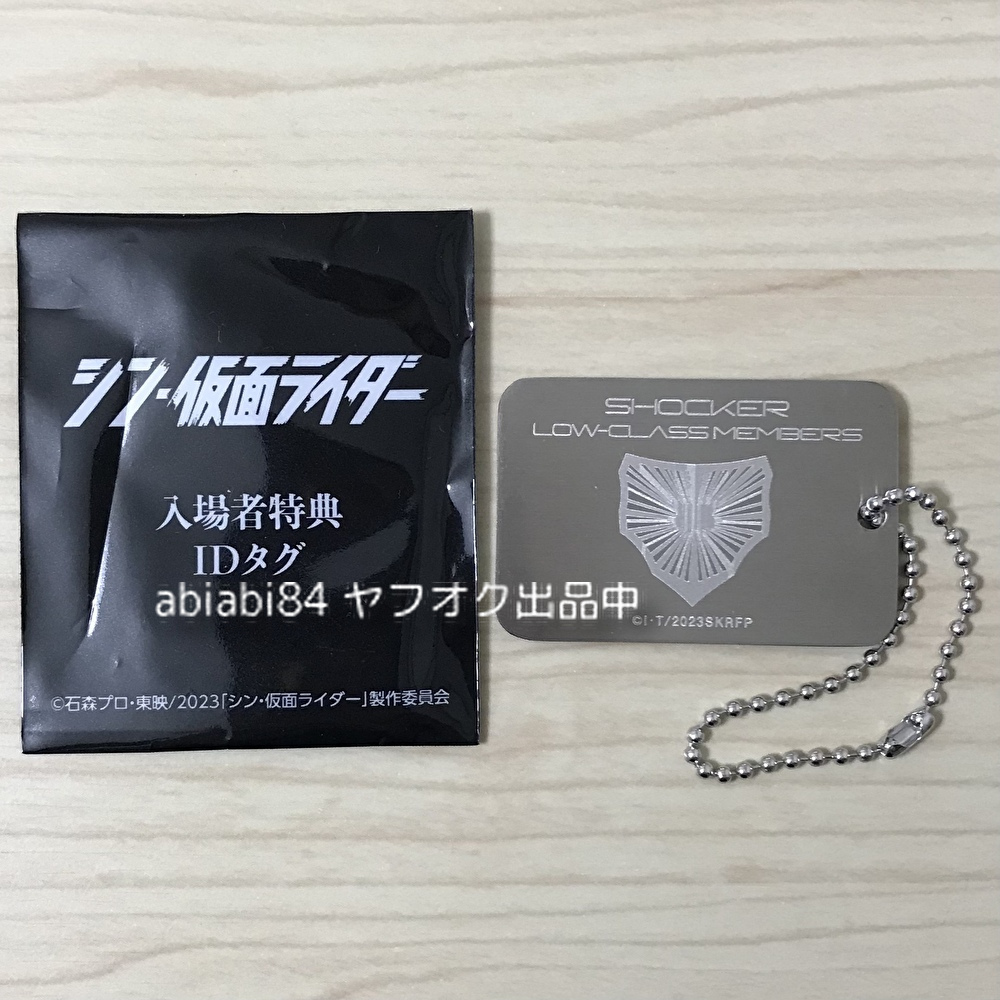 シン・仮面ライダー
入場者特典
IDタグ
abiabi84 ヤフオク出品中
©石森プロ・東映/2023「シン・仮面ライダー」製作委員会
SHOCKER
LOW-CLASS MEMBERS
©I・T/2023SKRFP